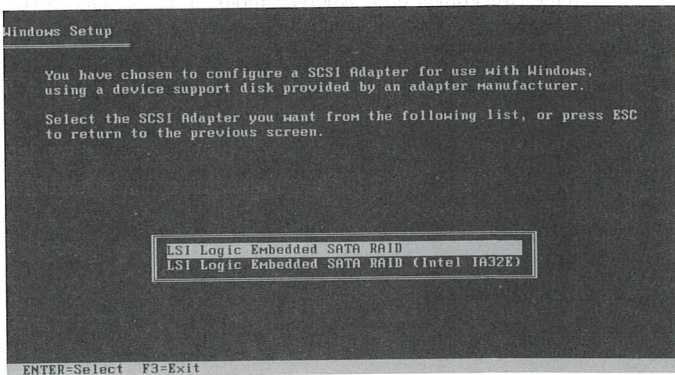 Windows Setup
You have chosen to configure a SCSI Adapter for use with Windows,
using a device support disk provided by an adapter manufacturer.
Select the SCSI Adapter you want from the following list, or press ESC
to return to the previous screen.
LSI Logic Embedded SATA RAID
LSI Logic Embedded SATA RAID (Intel IA32E)
ENTER=Select F3=Exit